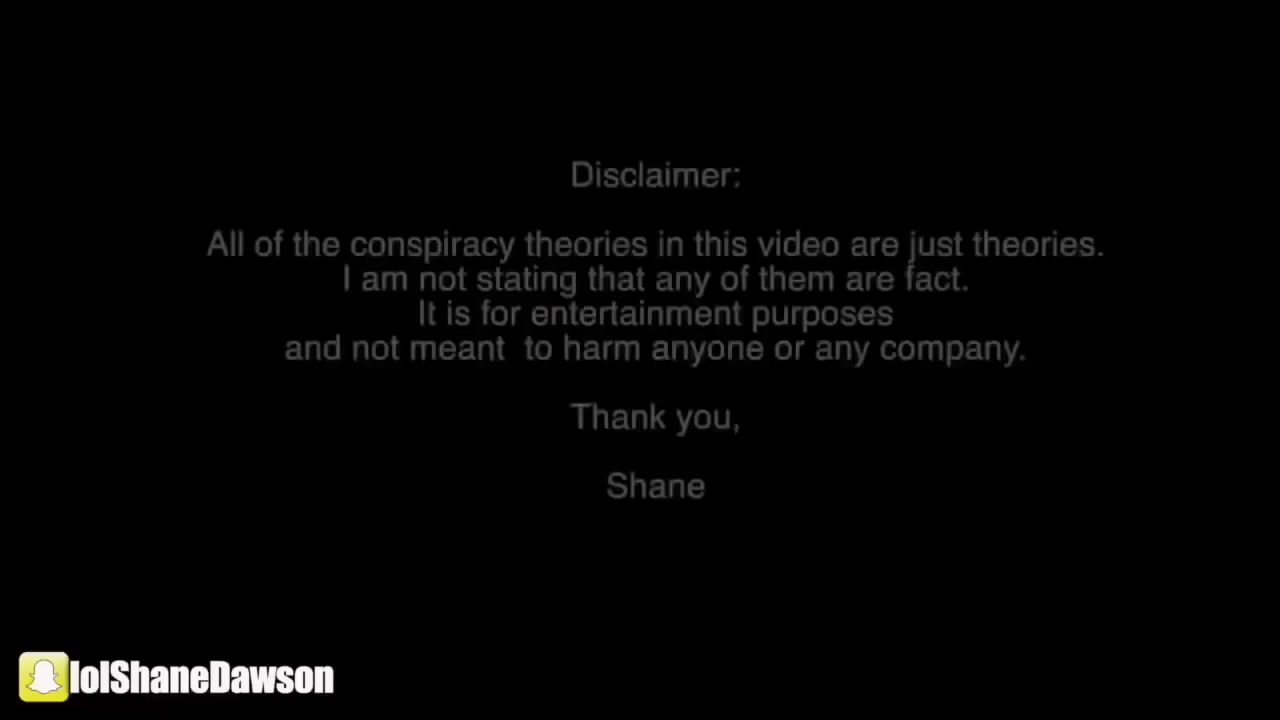 Disclaimer:
All of the conspiracy theories in this video are just theories.
I am not stating that any of them are fact.
It is for entertainment purposes
and not meant  to harm anyone or any company.
Thank you,
Shane
lolShaneDawson